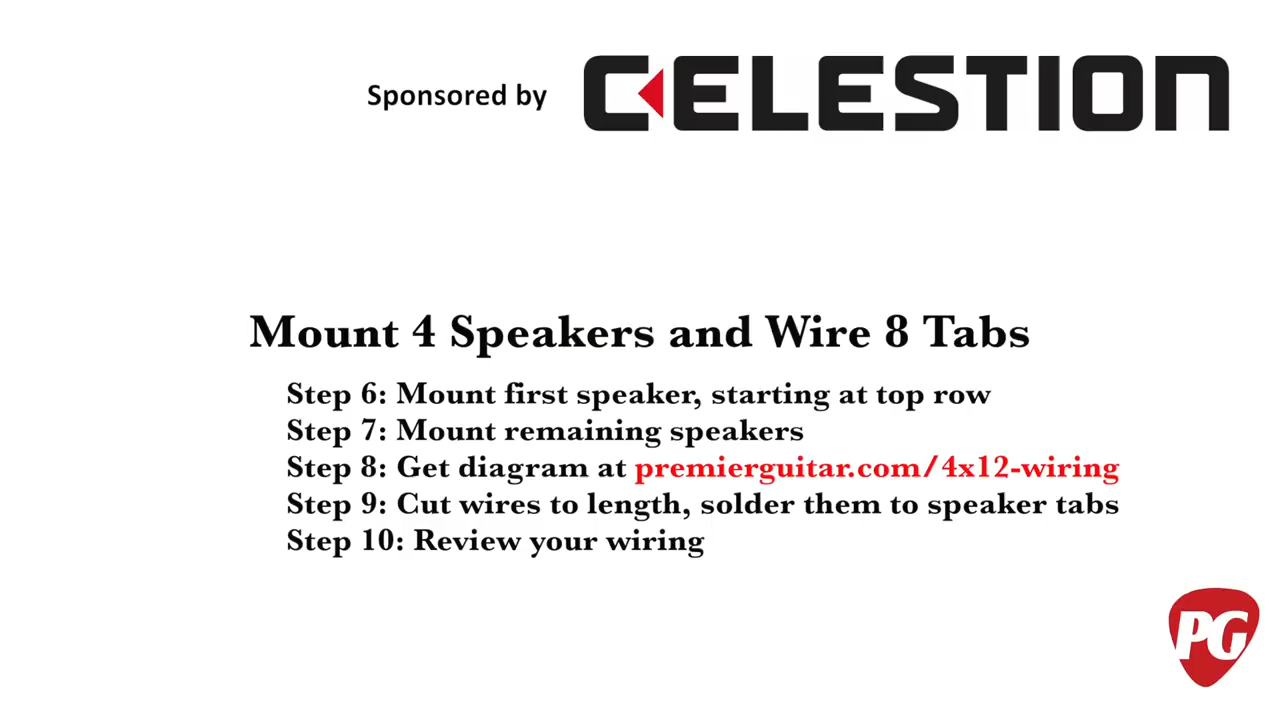 Sponsored by CELESTION
Mount 4 Speakers and Wire 8 Tabs
Step 6: Mount first speaker, starting at top row
Step 7: Mount remaining speakers
Step 8: Get diagram at premierguitar.com/4x12-wiring
Step 9: Cut wires to length, solder them to speaker tabs
Step 10: Review your wiring
PG